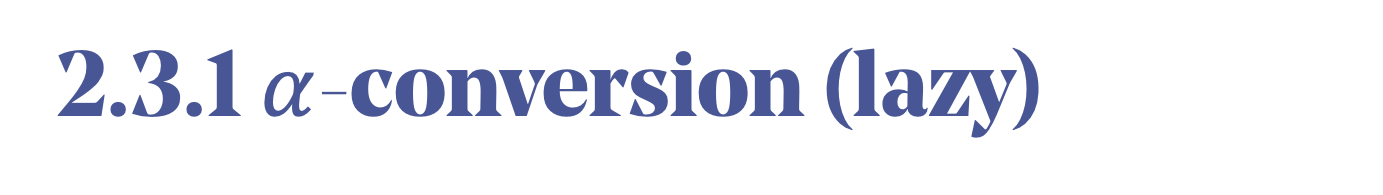 2.3.1 α–conversion (lazy)